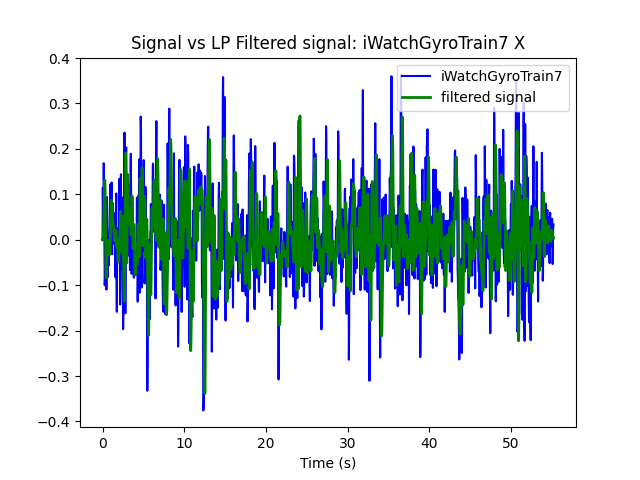 Signal vs LP Filtered signal: iWatchGyroTrain7 X
iWatchGyroTrain7
filtered signal
0.4
0.3
0.2
0.1
0.0
−0.1
−0.2
−0.3
−0.4
0 10 20 30 40 50
Time (s)